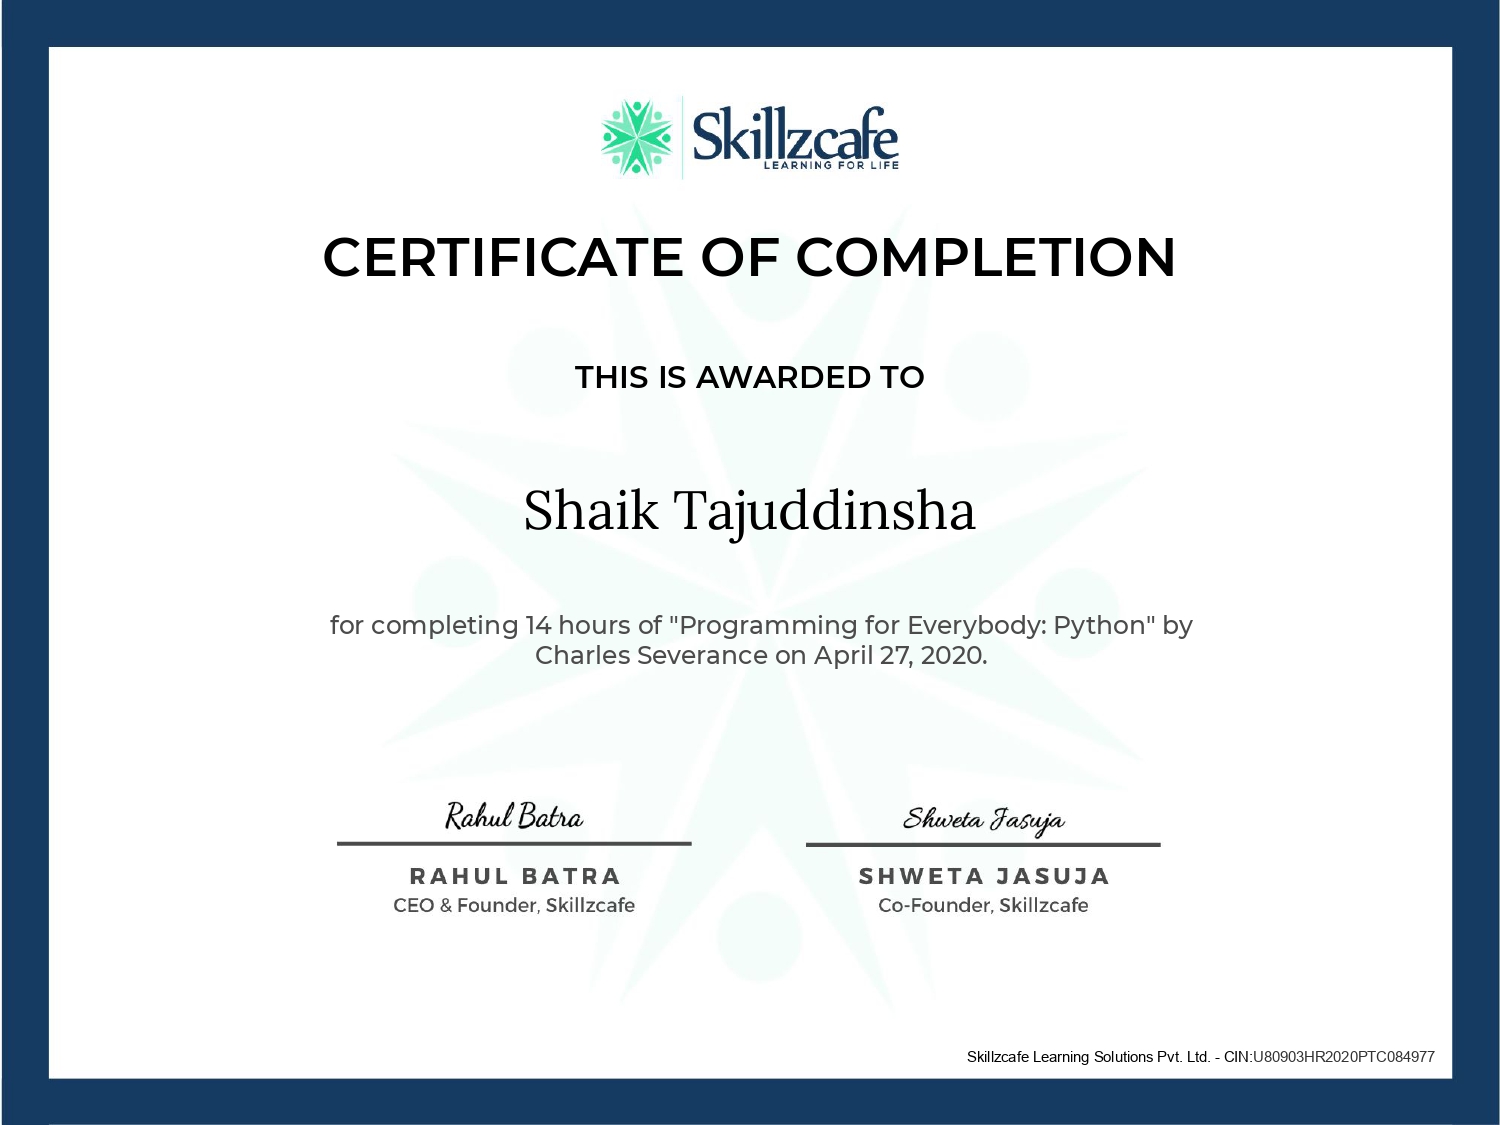 Skillzcafe
LEARNING FOR LIFE
CERTIFICATE OF COMPLETION
THIS IS AWARDED TO
Shaik Tajuddinsha
for completing 14 hours of "Programming for Everybody: Python" by
Charles Severance on April 27, 2020.
Rahul Batra
RAHUL BATRA
CEO & Founder, Skillzcafe
Shweta Jasuja
SHWETA JASUJA
Co-Founder, Skillzcafe
Skillzcafe Learning Solutions Pvt. Ltd. - CIN:U80903HR2020PTC084977